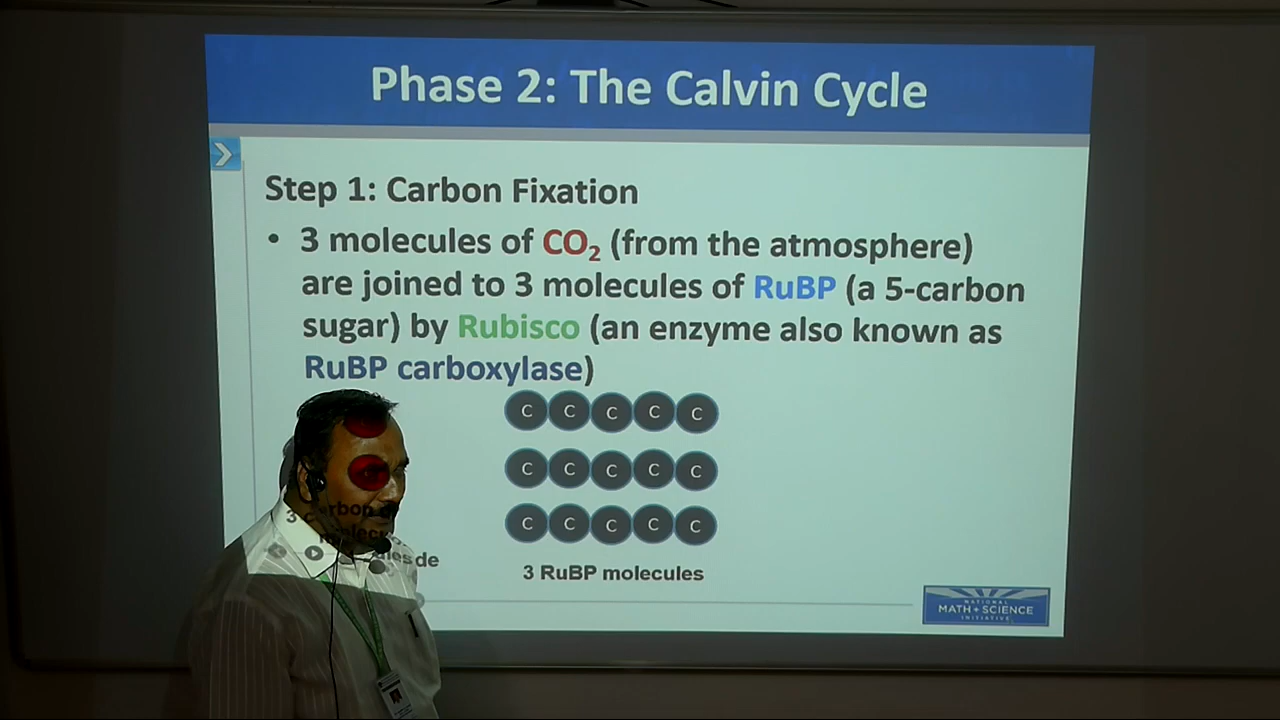 Phase 2: The Calvin Cycle
Step 1: Carbon Fixation
• 3 molecules of CO₂ (from the atmosphere)
are joined to 3 molecules of RuBP (a 5-carbon
sugar) by Rubisco (an enzyme also known as
RuBP carboxylase)
C C C C C
C C C C C
C C C C C
3 RuBP molecules
NATIONAL
MATH + SCIENCE
INITIATIVE